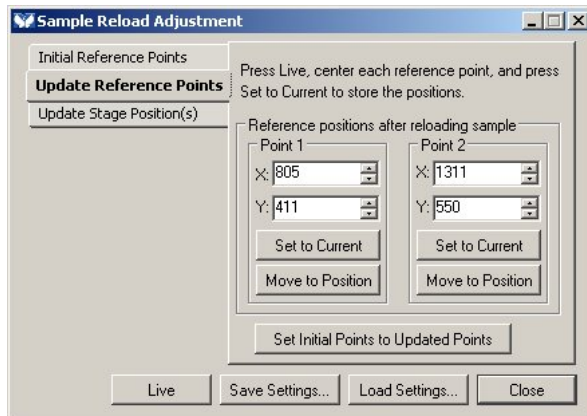 Sample Reload Adjustment
Initial Reference Points
Update Reference Points
Update Stage Position(s)
Press Live, center each reference point, and press
Set to Current to store the positions.
Reference positions after reloading sample
Point 1
X: 805
Y: 411
Set to Current
Move to Position
Point 2
X: 1311
Y: 550
Set to Current
Move to Position
Set Initial Points to Updated Points
Live
Save Settings...
Load Settings...
Close